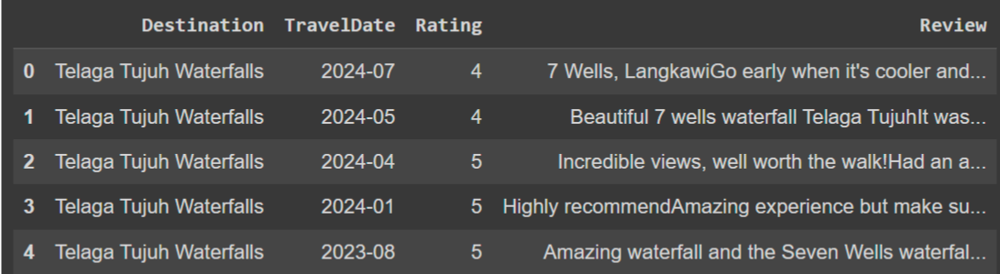 Destination TravelDate Rating Review
0 Telaga Tujuh Waterfalls 2024-07 4 7 Wells, LangkawiGo early when it's cooler and...
1 Telaga Tujuh Waterfalls 2024-05 4 Beautiful 7 wells waterfall Telaga TujuhIt was...
2 Telaga Tujuh Waterfalls 2024-04 5 Incredible views, well worth the walk!Had an a...
3 Telaga Tujuh Waterfalls 2024-01 5 Highly recommendAmazing experience but make su...
4 Telaga Tujuh Waterfalls 2023-08 5 Amazing waterfall and the Seven Wells waterfal...